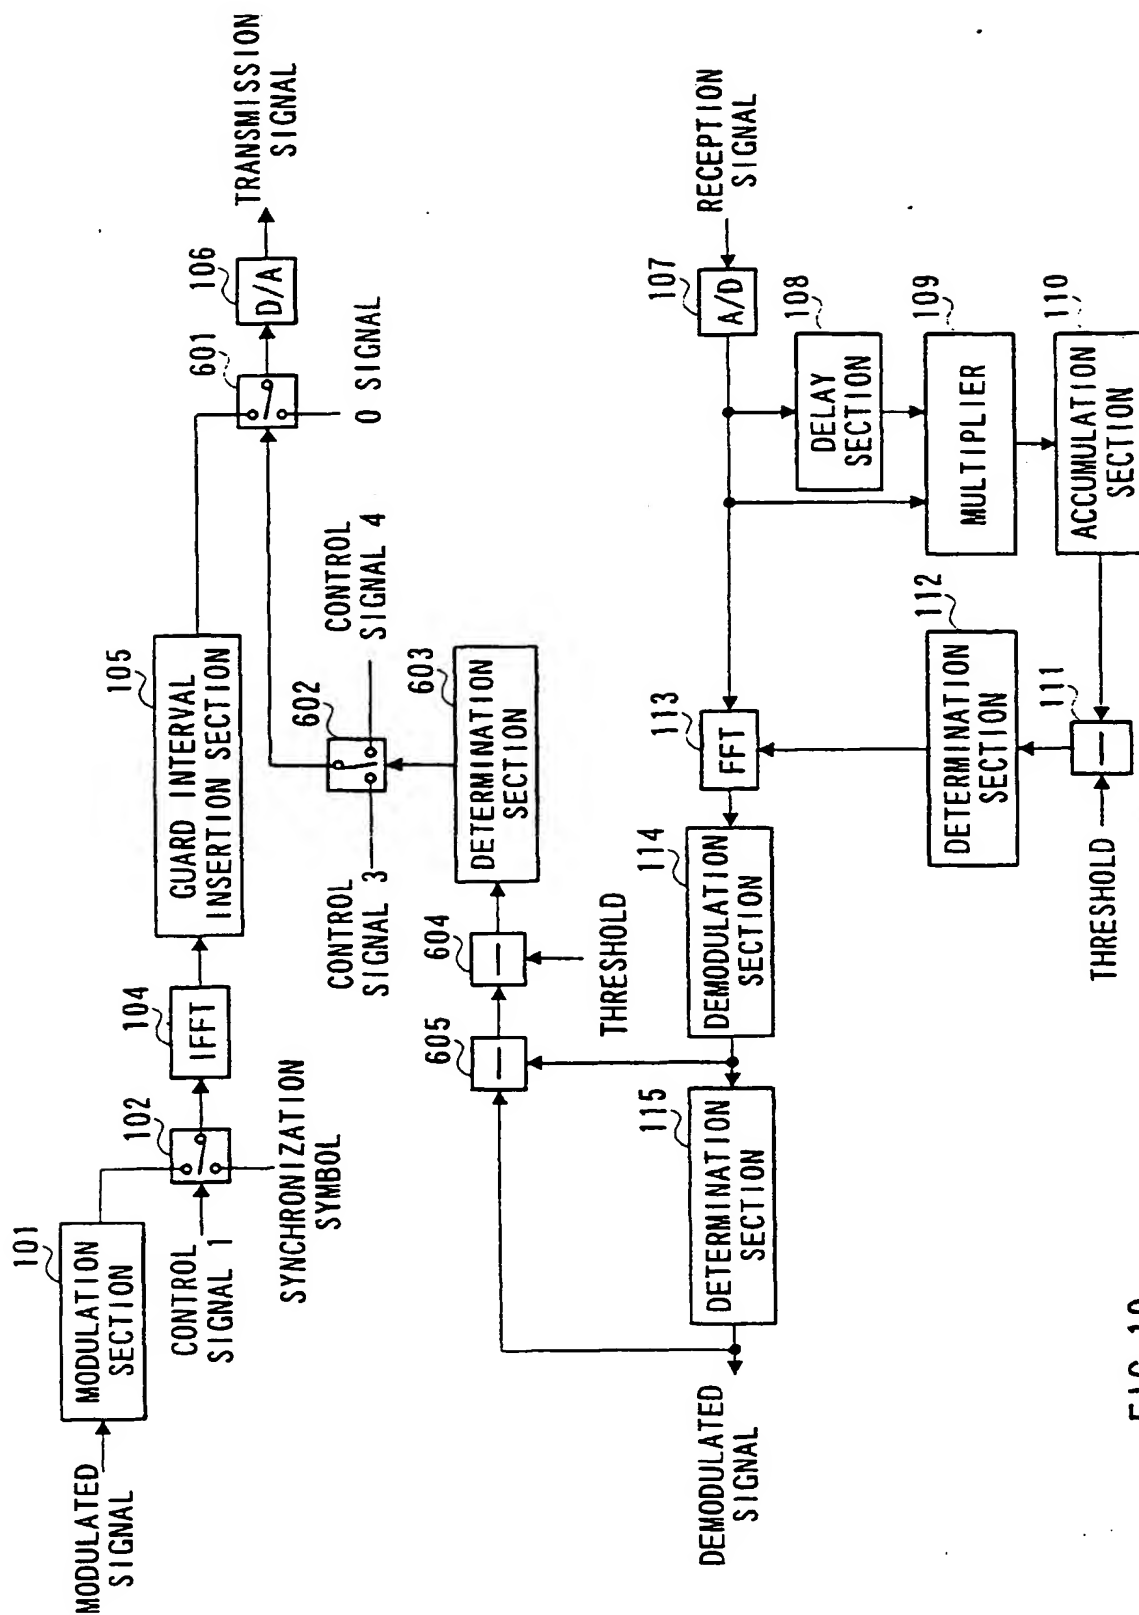 MODULATED
SIGNAL
101
MODULATION
SECTION
CONTROL
SIGNAL 1
102
SYNCHRONIZATION
SYMBOL
104
IFFT
105
GUARD INTERVAL
INSERTION SECTION
601
0 SIGNAL
106
D/A
TRANSMISSION
SIGNAL
602
CONTROL
SIGNAL 3
CONTROL
SIGNAL 4
603
DETERMINATION
SECTION
604
THRESHOLD
605
DEMODULATED
SIGNAL
115
DETERMINATION
SECTION
114
DEMODULATION
SECTION
113
FFT
107
A/D
RECEPTION
SIGNAL
108
DELAY
SECTION
109
MULTIPLIER
110
ACCUMULATION
SECTION
112
DETERMINATION
SECTION
111
THRESHOLD